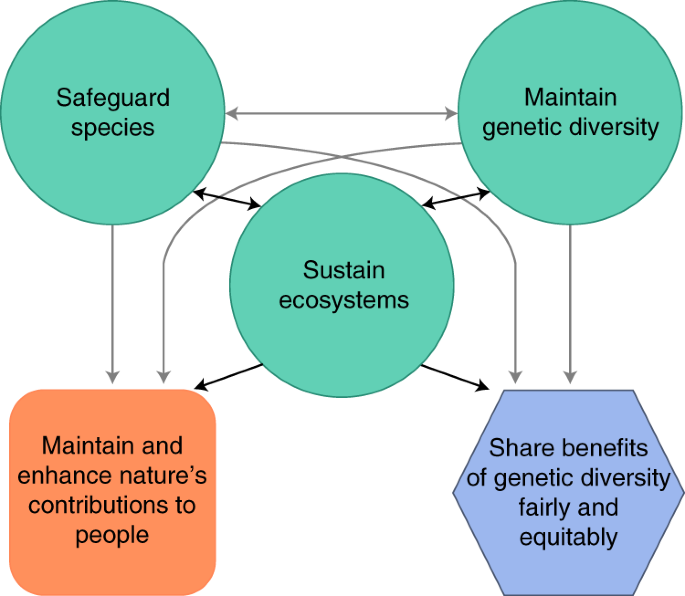 Safeguard
species
Maintain
genetic diversity
Sustain
ecosystems
Maintain and
enhance nature's
contributions to
people
Share benefits
of genetic diversity
fairly and
equitably